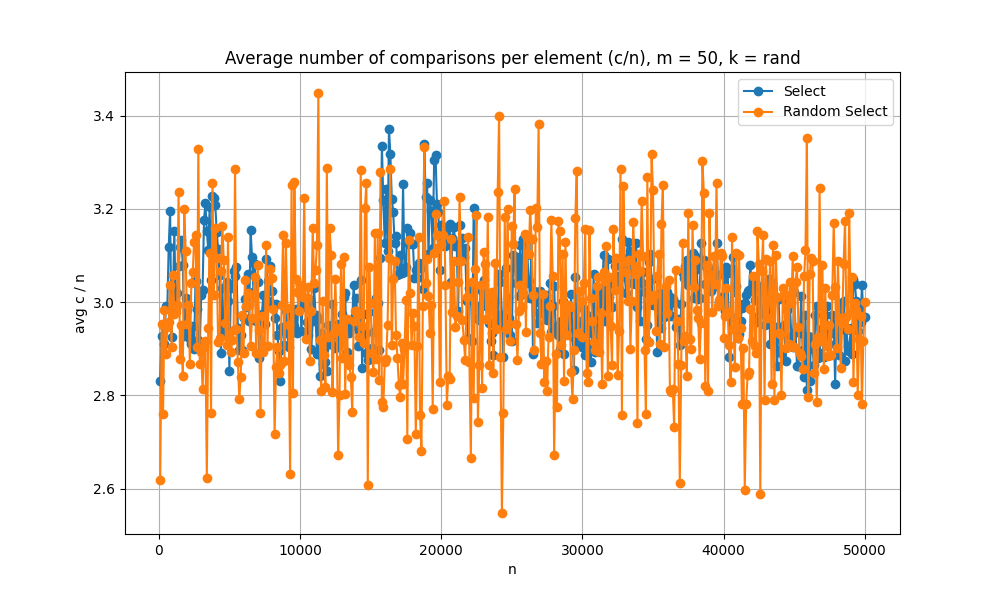 Average number of comparisons per element (c/n), m = 50, k = rand
Select
Random Select
avg c / n
3.4
3.2
3.0
2.8
2.6
0
10000
20000
30000
40000
50000
n